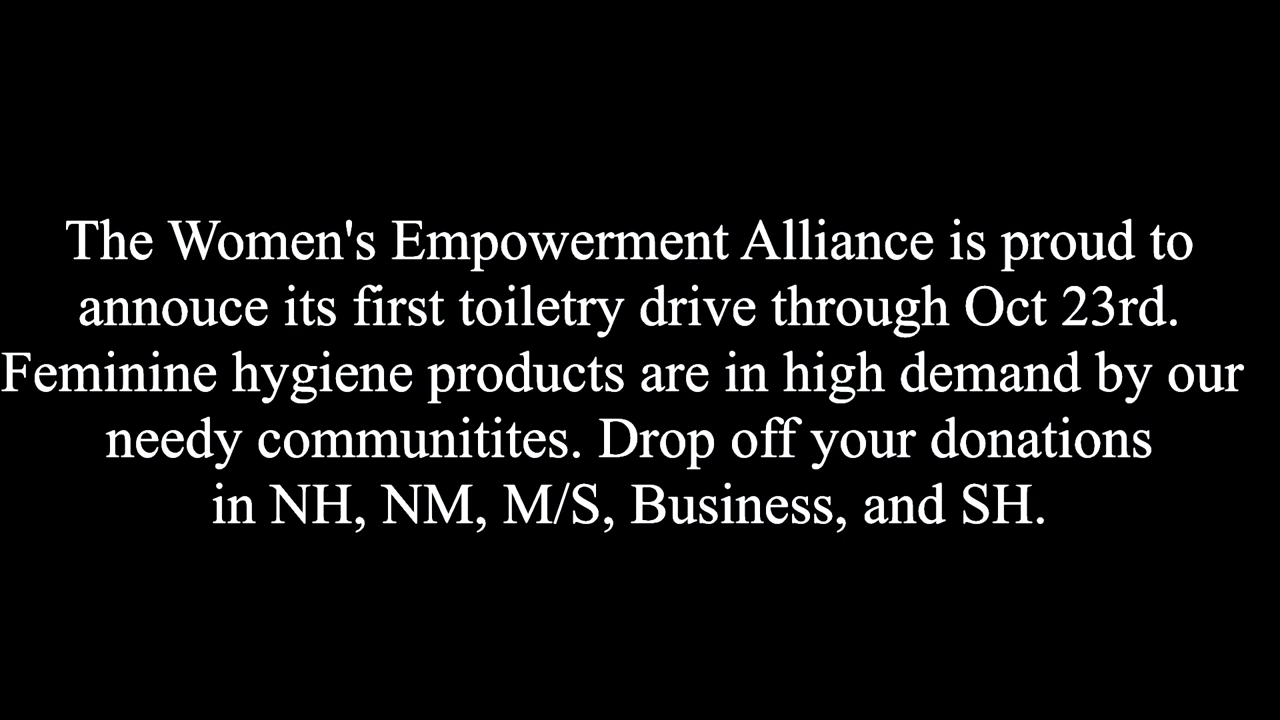 The Women's Empowerment Alliance is proud to
annouce its first toiletry drive through Oct 23rd.
Feminine hygiene products are in high demand by our
needy communitites. Drop off your donations
in NH, NM, M/S, Business, and SH.